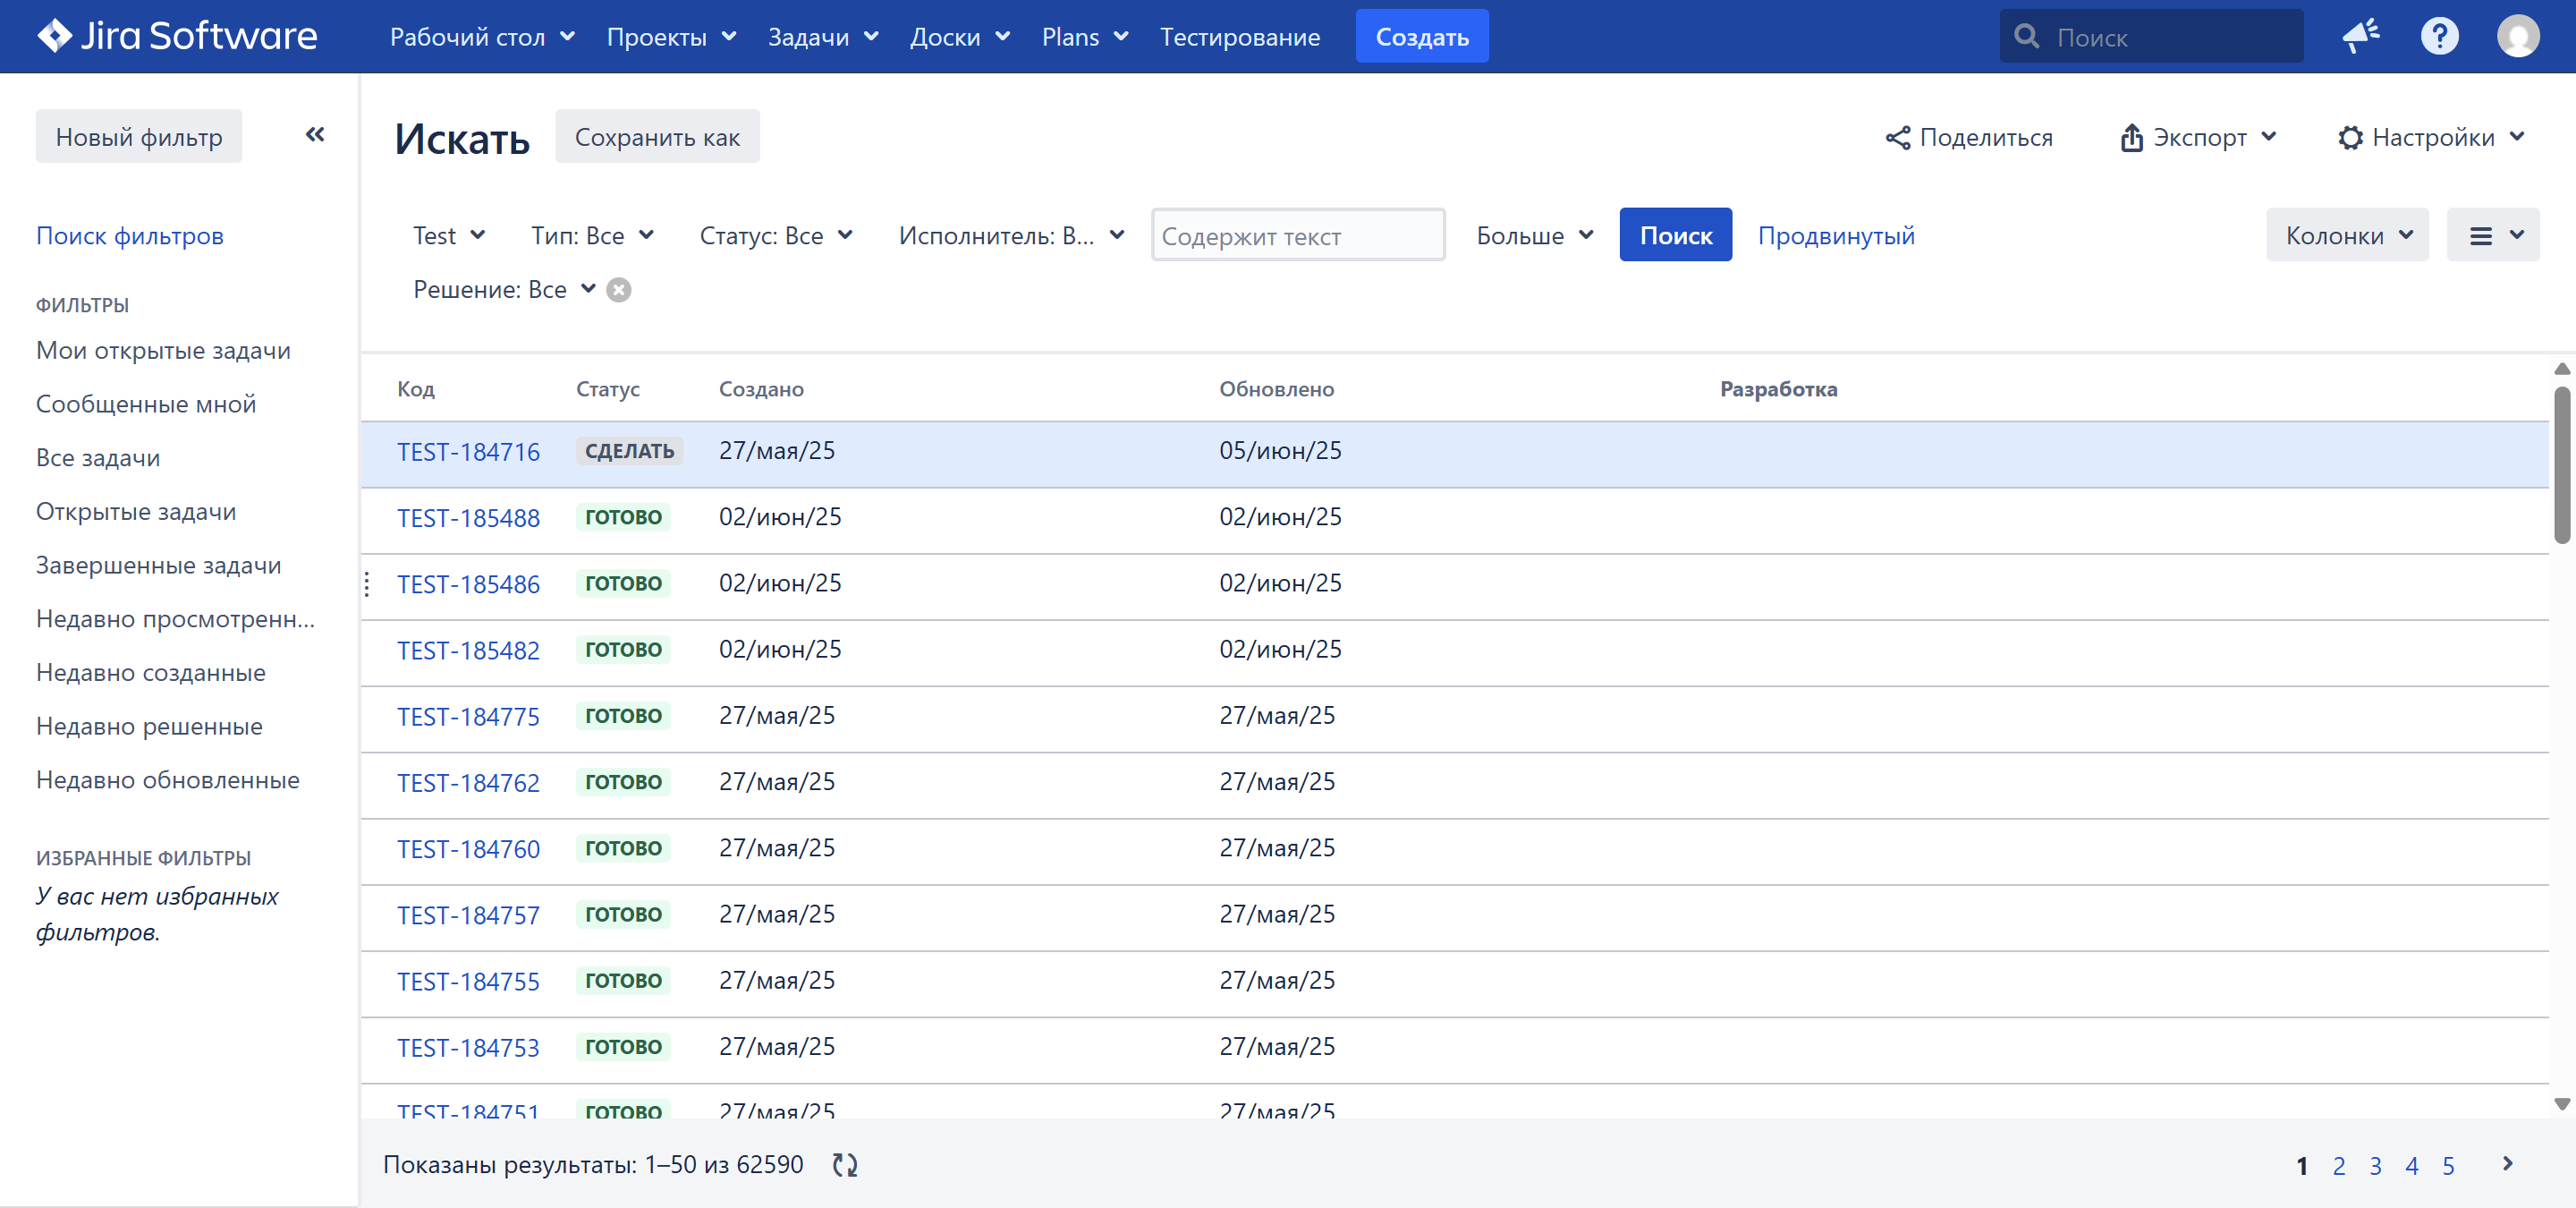 Jira Software Рабочий стол Проекты Задачи Доски Plans Тестирование Создать Поиск
Новый фильтр
Поиск фильтров
ФИЛЬТРЫ
Мои открытые задачи
Сообщенные мной
Все задачи
Открытые задачи
Завершенные задачи
Недавно просмотренн...
Недавно созданные
Недавно решенные
Недавно обновленные
ИЗБРАННЫЕ ФИЛЬТРЫ
У вас нет избранных
фильтров.
Искать Сохранить как Поделиться Экспорт Настройки
Test Тип: Все Статус: Все Исполнитель: В... Содержит текст Больше Поиск Продвинутый Колонки
Решение: Все
Код Статус Создано Обновлено Разработка
TEST-184716 СДЕЛАТЬ 27/мая/25 05/июн/25
TEST-185488 ГОТОВО 02/июн/25 02/июн/25
TEST-185486 ГОТОВО 02/июн/25 02/июн/25
TEST-185482 ГОТОВО 02/июн/25 02/июн/25
TEST-184775 ГОТОВО 27/мая/25 27/мая/25
TEST-184762 ГОТОВО 27/мая/25 27/мая/25
TEST-184760 ГОТОВО 27/мая/25 27/мая/25
TEST-184757 ГОТОВО 27/мая/25 27/мая/25
TEST-184755 ГОТОВО 27/мая/25 27/мая/25
TEST-184753 ГОТОВО 27/мая/25 27/мая/25
TEST-184751 ГОТОВО 27/мая/25 27/мая/25
Показаны результаты: 1–50 из 62590 1 2 3 4 5